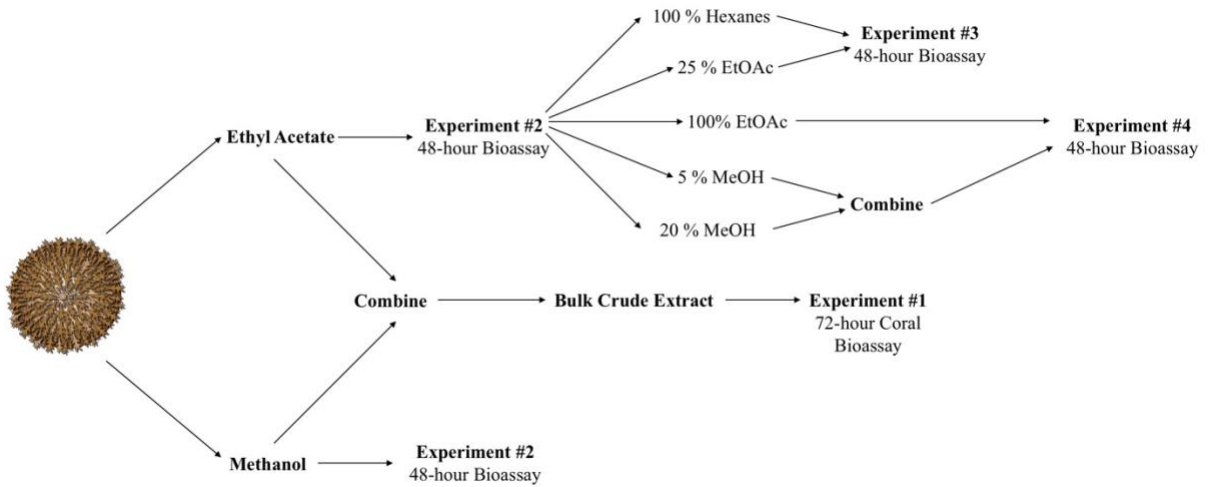 100 % Hexanes
Experiment #3
48-hour Bioassay
25 % EtOAc
Ethyl Acetate
Experiment #2
48-hour Bioassay
100% EtOAc
Experiment #4
48-hour Bioassay
5 % MeOH
20 % MeOH
Combine
Combine
Bulk Crude Extract
Experiment #1
72-hour Coral
Bioassay
Methanol
Experiment #2
48-hour Bioassay